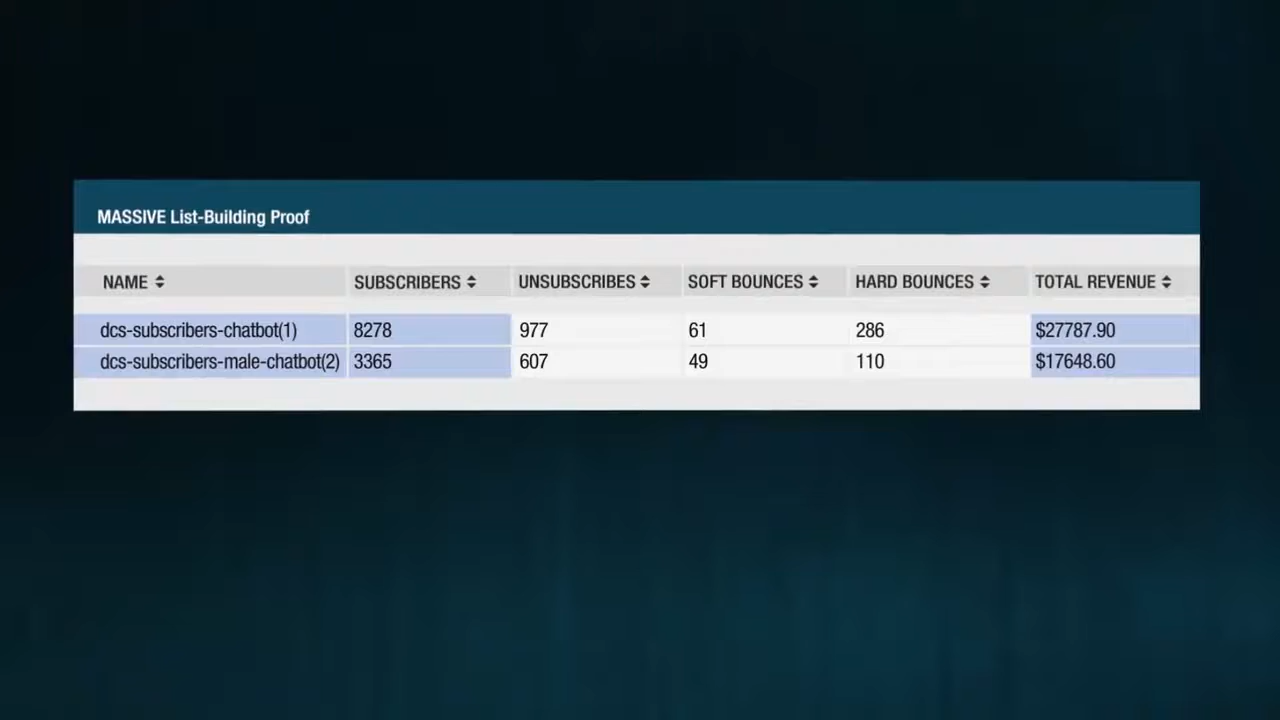 MASSIVE List-Building Proof
NAME SUBSCRIBERS UNSUBSCRIBES SOFT BOUNCES HARD BOUNCES TOTAL REVENUE
dcs-subscribers-chatbot(1) 8278 977 61 286 $27787.90
dcs-subscribers-male-chatbot(2) 3365 607 49 110 $17648.60